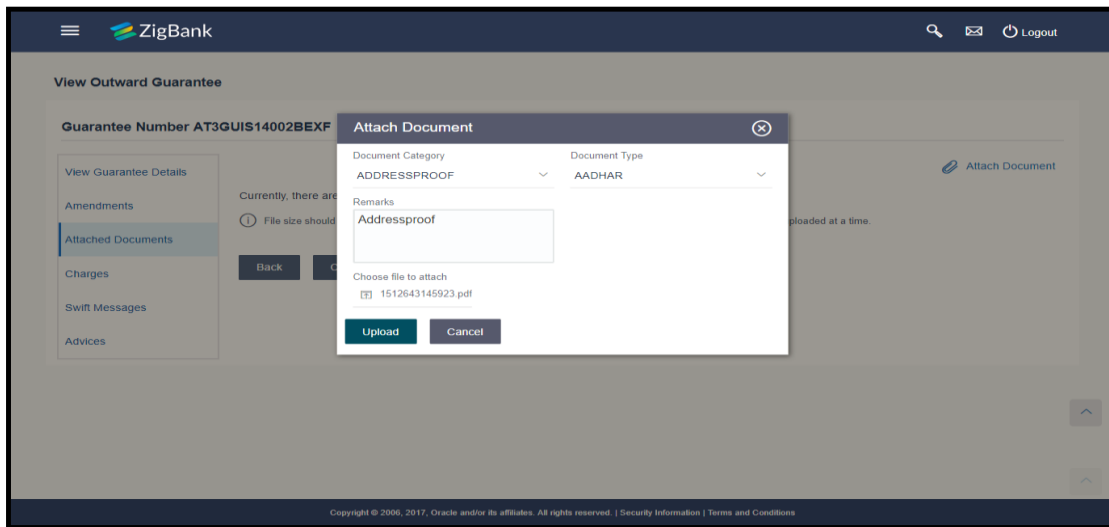 ZigBank
Logout
View Outward Guarantee
Guarantee Number AT3GUIS14002BEXF
Attach Document
View Guarantee Details
Amendments
Attached Documents
Charges
Swift Messages
Advices
Currently, there are
File size should
ploaded at a time.
Back
Attach Document
Document Category
Document Type
ADDRESSPROOF
AADHAR
Remarks
Addressproof
Choose file to attach
1512643145923.pdf
Upload
Cancel
Copyright © 2006, 2017, Oracle and/or its affiliates. All rights reserved. | Security Information | Terms and Conditions